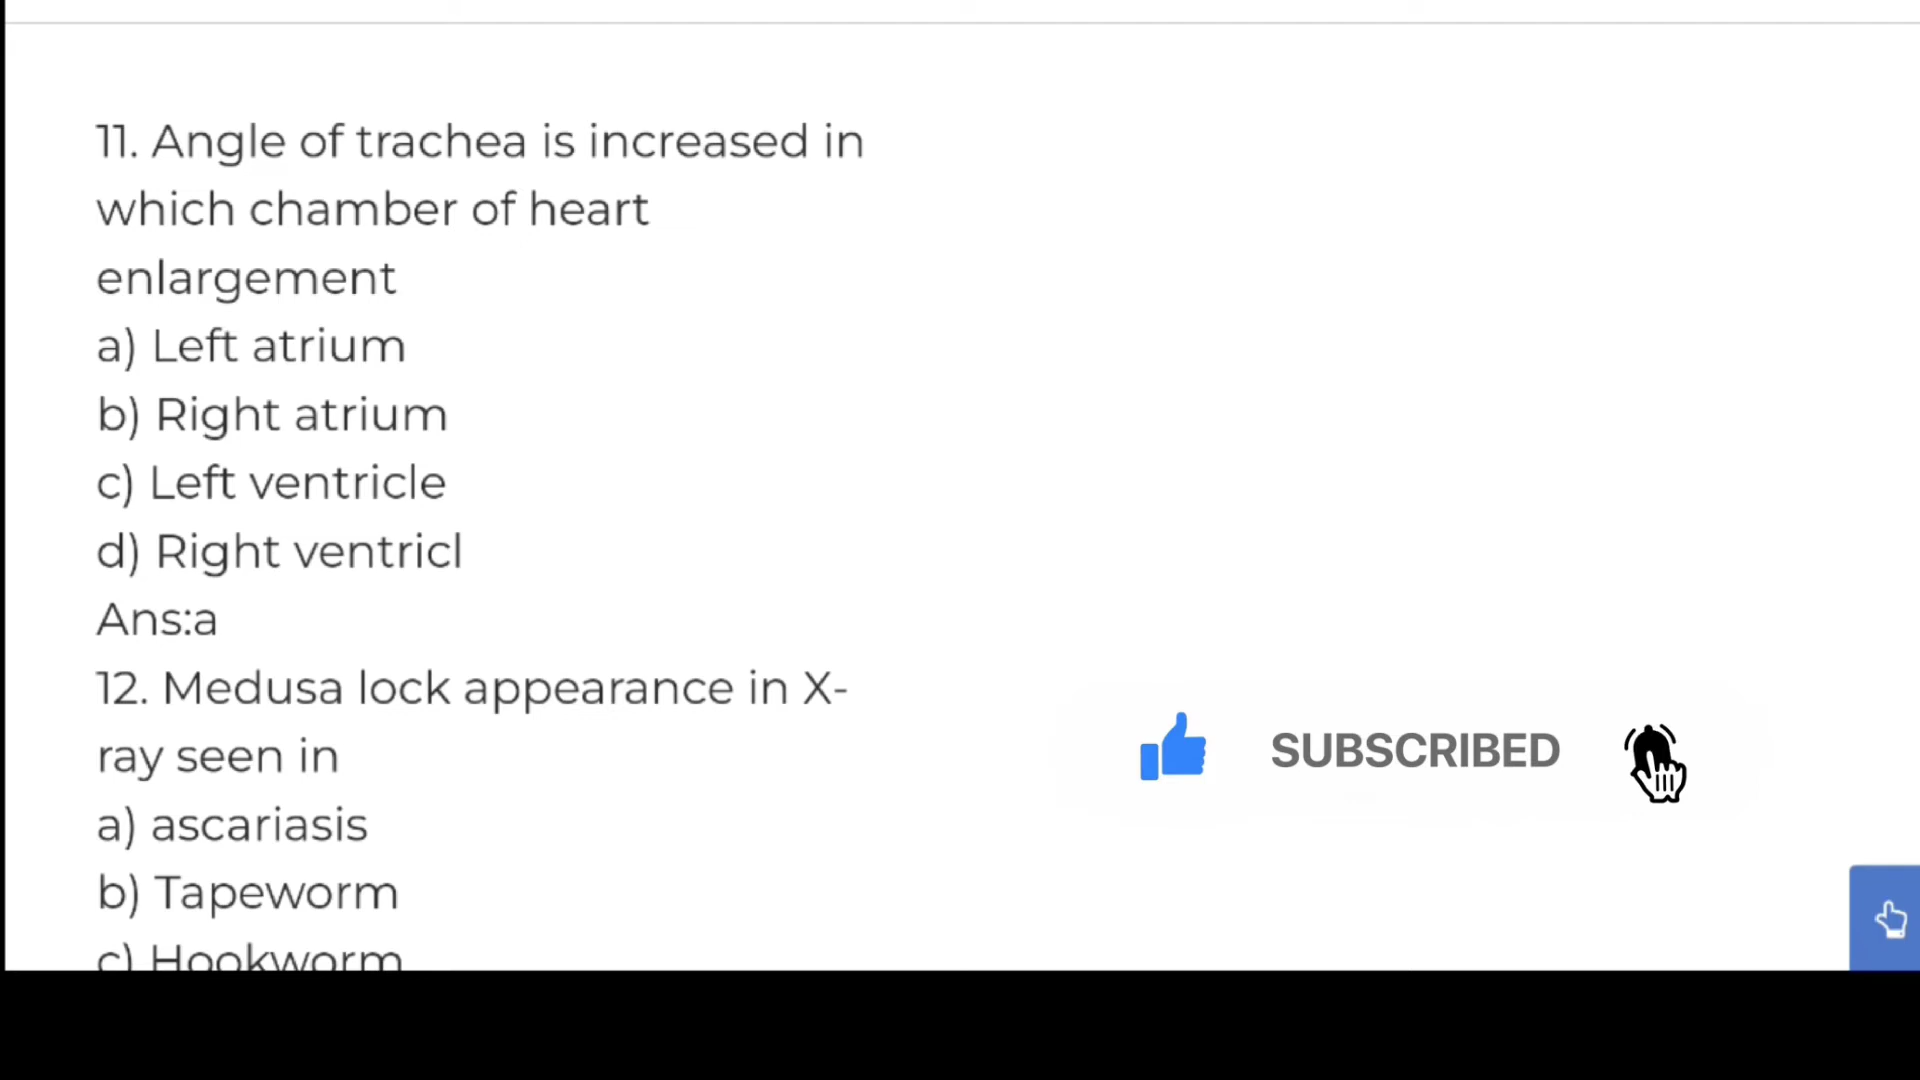 11. Angle of trachea is increased in
which chamber of heart
enlargement
a) Left atrium
b) Right atrium
c) Left ventricle
d) Right ventricl
Ans:a
12. Medusa lock appearance in X-
ray seen in
a) ascariasis
b) Tapeworm
c) Hookworm
SUBSCRIBED